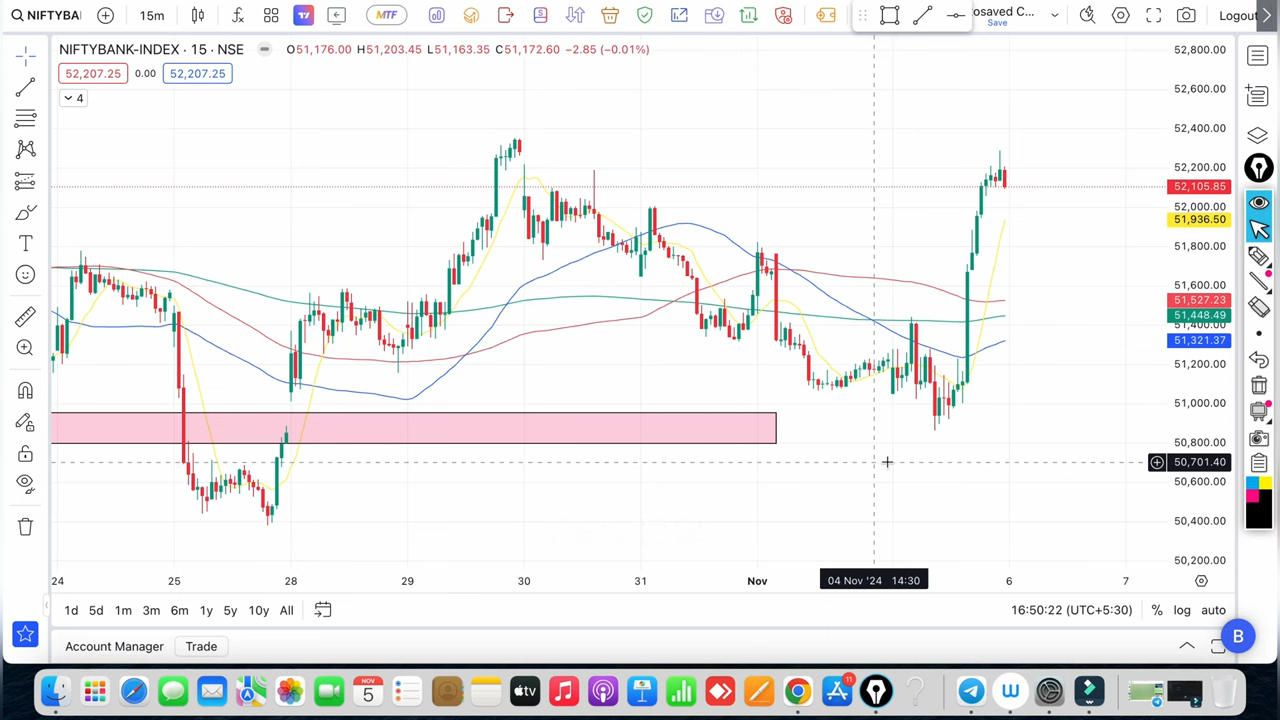 NIFTYBAI
15m
MTF
osaved C...
Save
Logout
NIFTYBANK-INDEX · 15 · NSE
O51,176.00 H51,203.45 L51,163.35 C51,172.60 −2.85 (−0.01%)
52,207.25 0.00 52,207.25
4
52,800.00
52,600.00
52,400.00
52,200.00
52,105.85
52,000.00
51,936.50
51,800.00
51,600.00
51,527.23
51,448.49
51,400.00
51,321.37
51,200.00
51,000.00
50,800.00
50,701.40
50,600.00
50,400.00
50,200.00
24 25 28 29 30 31 Nov 04 Nov '24 14:30 6 7
1d 5d 1m 3m 6m 1y 5y 10y All 16:50:22 (UTC+5:30) % log auto
Account Manager Trade
B
NOV
5
tv
11
W